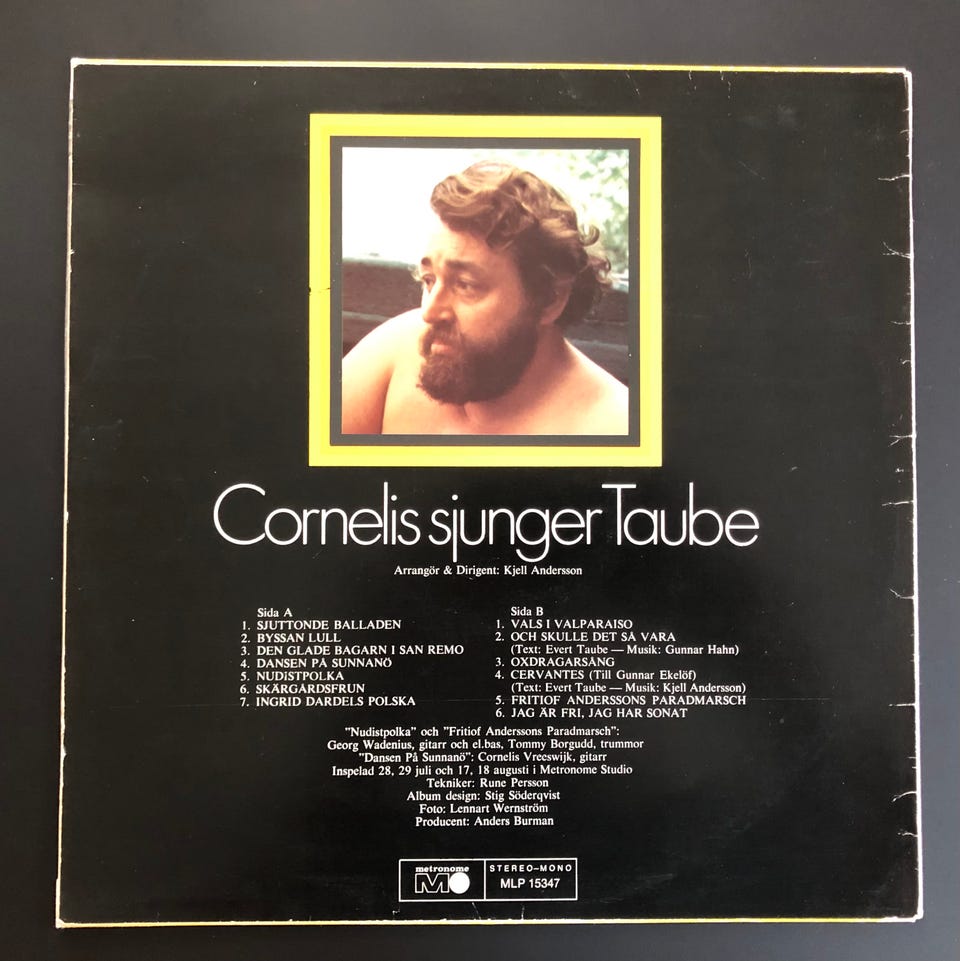 Cornelis sjunger Taube
Arrangör & Dirigent: Kjell Andersson
Sida A
1. SJUTTONDE BALLADEN
2. BYSSAN LULL
3. DEN GLADE BAGARN I SAN REMO
4. DANSEN PÅ SUNNANÖ
5. NUDISTPOLKA
6. SKÄRGÅRDSFRUN
7. INGRID DARDELS POLSKA
Sida B
1. VALS I VALPARAISO
2. OCH SKULLE DET SÅ VARA
(Text: Evert Taube — Musik: Gunnar Hahn)
3. OXDRAGARSÅNG
4. CERVANTES (Till Gunnar Ekelöf)
(Text: Evert Taube — Musik: Kjell Andersson)
5. FRITIOF ANDERSSONS PARADMARSCH
6. JAG ÄR FRI, JAG HAR SONAT
"Nudistpolka" och "Fritiof Anderssons Paradmarsch":
Georg Wadenius, gitarr och el.bas, Tommy Borgudd, trummor
"Dansen På Sunnanö": Cornelis Vreeswijk, gitarr
Inspelad 28, 29 juli och 17, 18 augusti i Metronome Studio
Tekniker: Rune Persson
Album design: Stig Söderqvist
Foto: Lennart Wernström
Producent: Anders Burman
metronome
STEREO–MONO
MLP 15347